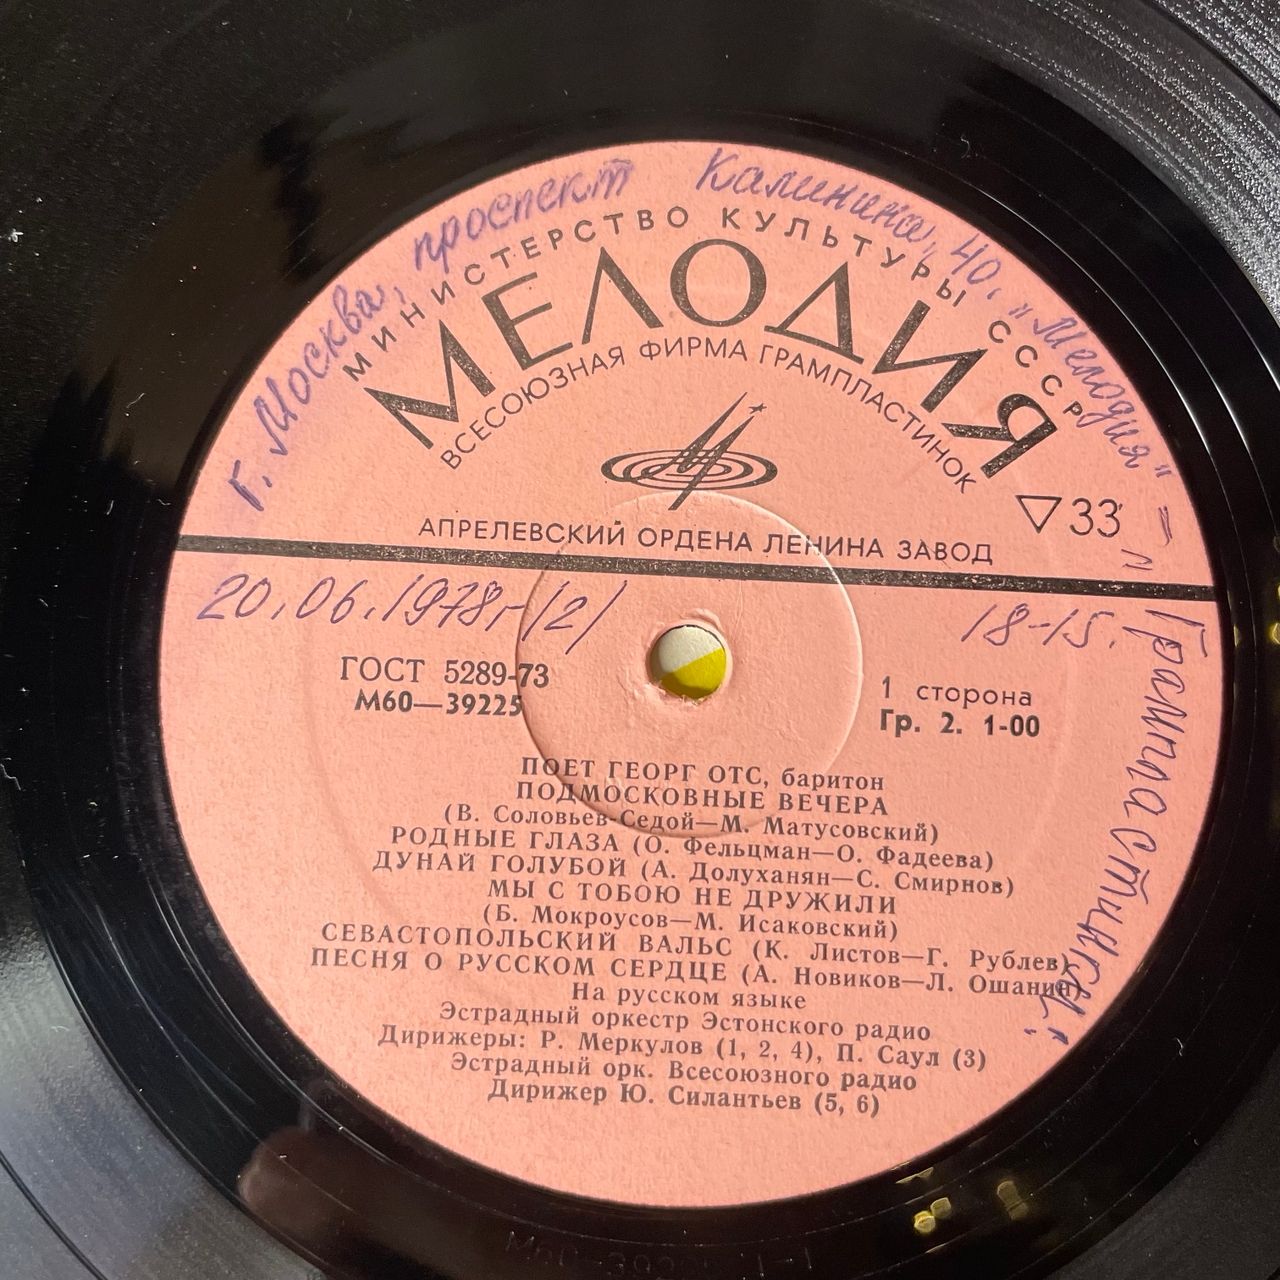 г. Москва, проспект Калинина, 40. "Мелодия" =
= Грампластинки!
МИНИСТЕРСТВО КУЛЬТУРЫ СССР
МЕЛОДИЯ
ВСЕСОЮЗНАЯ ФИРМА ГРАМПЛАСТИНОК
▽33
АПРЕЛЕВСКИЙ ОРДЕНА ЛЕНИНА ЗАВОД
20.06.1978г. (2)
18-15.
ГОСТ 5289-73
М60—39225
1 сторона
Гр. 2. 1-00
ПОЕТ ГЕОРГ ОТС, баритон
ПОДМОСКОВНЫЕ ВЕЧЕРА
(В. Соловьев-Седой—М. Матусовский)
РОДНЫЕ ГЛАЗА (О. Фельцман—О. Фадеева)
ДУНАЙ ГОЛУБОЙ (А. Долуханян—С. Смирнов)
МЫ С ТОБОЮ НЕ ДРУЖИЛИ
(Б. Мокроусов—М. Исаковский)
СЕВАСТОПОЛЬСКИЙ ВАЛЬС (К. Листов—Г. Рублев)
ПЕСНЯ О РУССКОМ СЕРДЦЕ (А. Новиков—Л. Ошанин)
На русском языке
Эстрадный оркестр Эстонского радио
Дирижеры: Р. Меркулов (1, 2, 4), П. Саул (3)
Эстрадный орк. Всесоюзного радио
Дирижер Ю. Силантьев (5, 6)